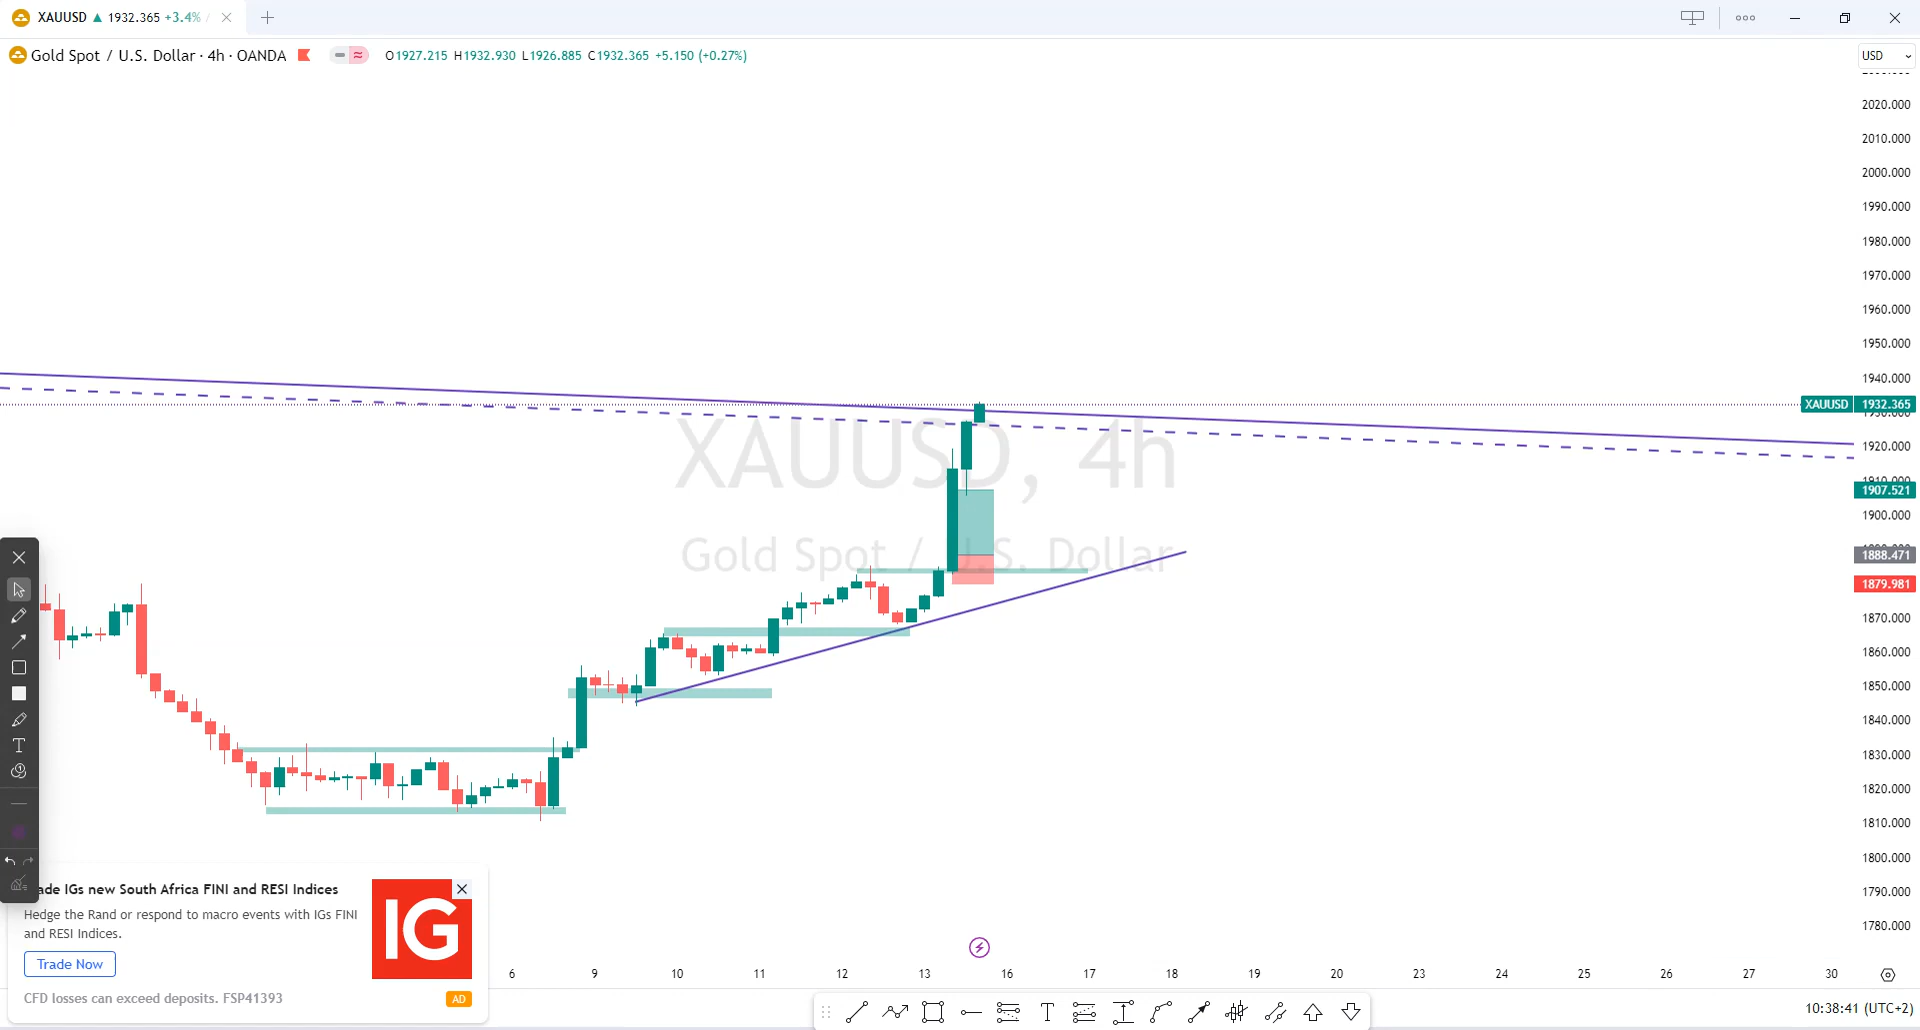 XAUUSD ▲ 1932.365 +3.4% /
Gold Spot / U.S. Dollar · 4h · OANDA
O1927.215 H1932.930 L1926.885 C1932.365 +5.150 (+0.27%)
USD
2020.000
2010.000
2000.000
1990.000
1980.000
1970.000
1960.000
1950.000
1940.000
XAUUSD 1932.365
1920.000
1907.521
1900.000
1888.471
1879.981
1870.000
1860.000
1850.000
1840.000
1830.000
1820.000
1810.000
1800.000
1790.000
1780.000
XAUUSD, 4h
Gold Spot / U.S. Dollar
T
ade IGs new South Africa FINI and RESI Indices
Hedge the Rand or respond to macro events with IGs FINI
and RESI Indices.
Trade Now
CFD losses can exceed deposits. FSP41393
IG
AD
6 9 10 11 12 13 16 17 18 19 20 23 24 25 26 27 30
T
10:38:41 (UTC+2)